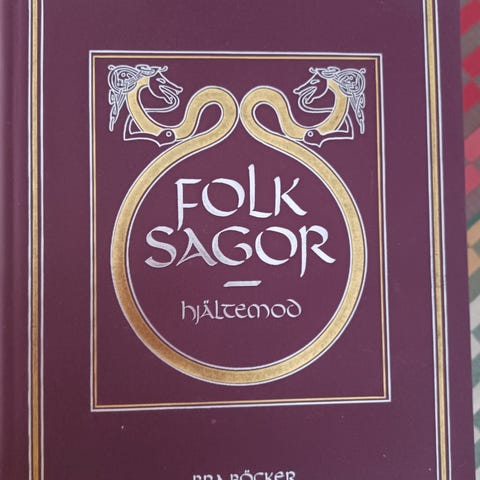 FOLK
SAGOR
hjältemod
BRA BÖCKER